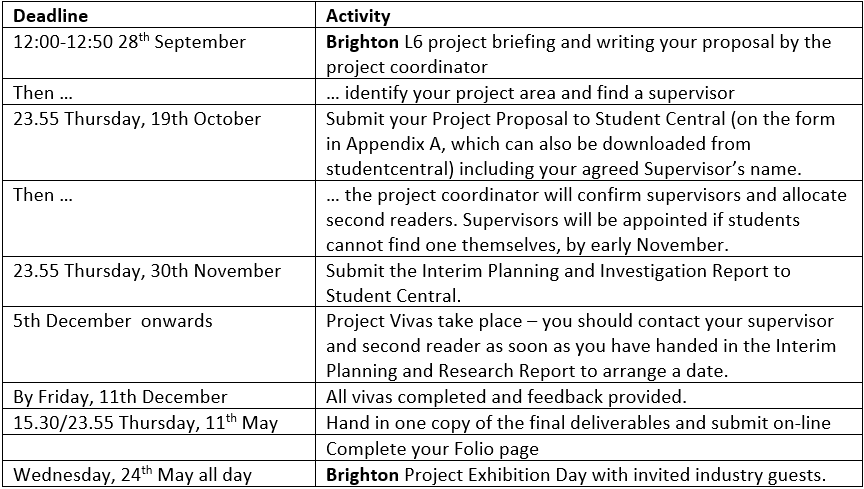 Deadline Activity
12:00-12:50 28th September Brighton L6 project briefing and writing your proposal by the
project coordinator
Then … … identify your project area and find a supervisor
23.55 Thursday, 19th October Submit your Project Proposal to Student Central (on the form
in Appendix A, which can also be downloaded from
studentcentral) including your agreed Supervisor’s name.
Then … … the project coordinator will confirm supervisors and allocate
second readers. Supervisors will be appointed if students
cannot find one themselves, by early November.
23.55 Thursday, 30th November Submit the Interim Planning and Investigation Report to
Student Central.
5th December onwards Project Vivas take place – you should contact your supervisor
and second reader as soon as you have handed in the Interim
Planning and Research Report to arrange a date.
By Friday, 11th December All vivas completed and feedback provided.
15.30/23.55 Thursday, 11th May Hand in one copy of the final deliverables and submit on-line
Complete your Folio page
Wednesday, 24th May all day Brighton Project Exhibition Day with invited industry guests.